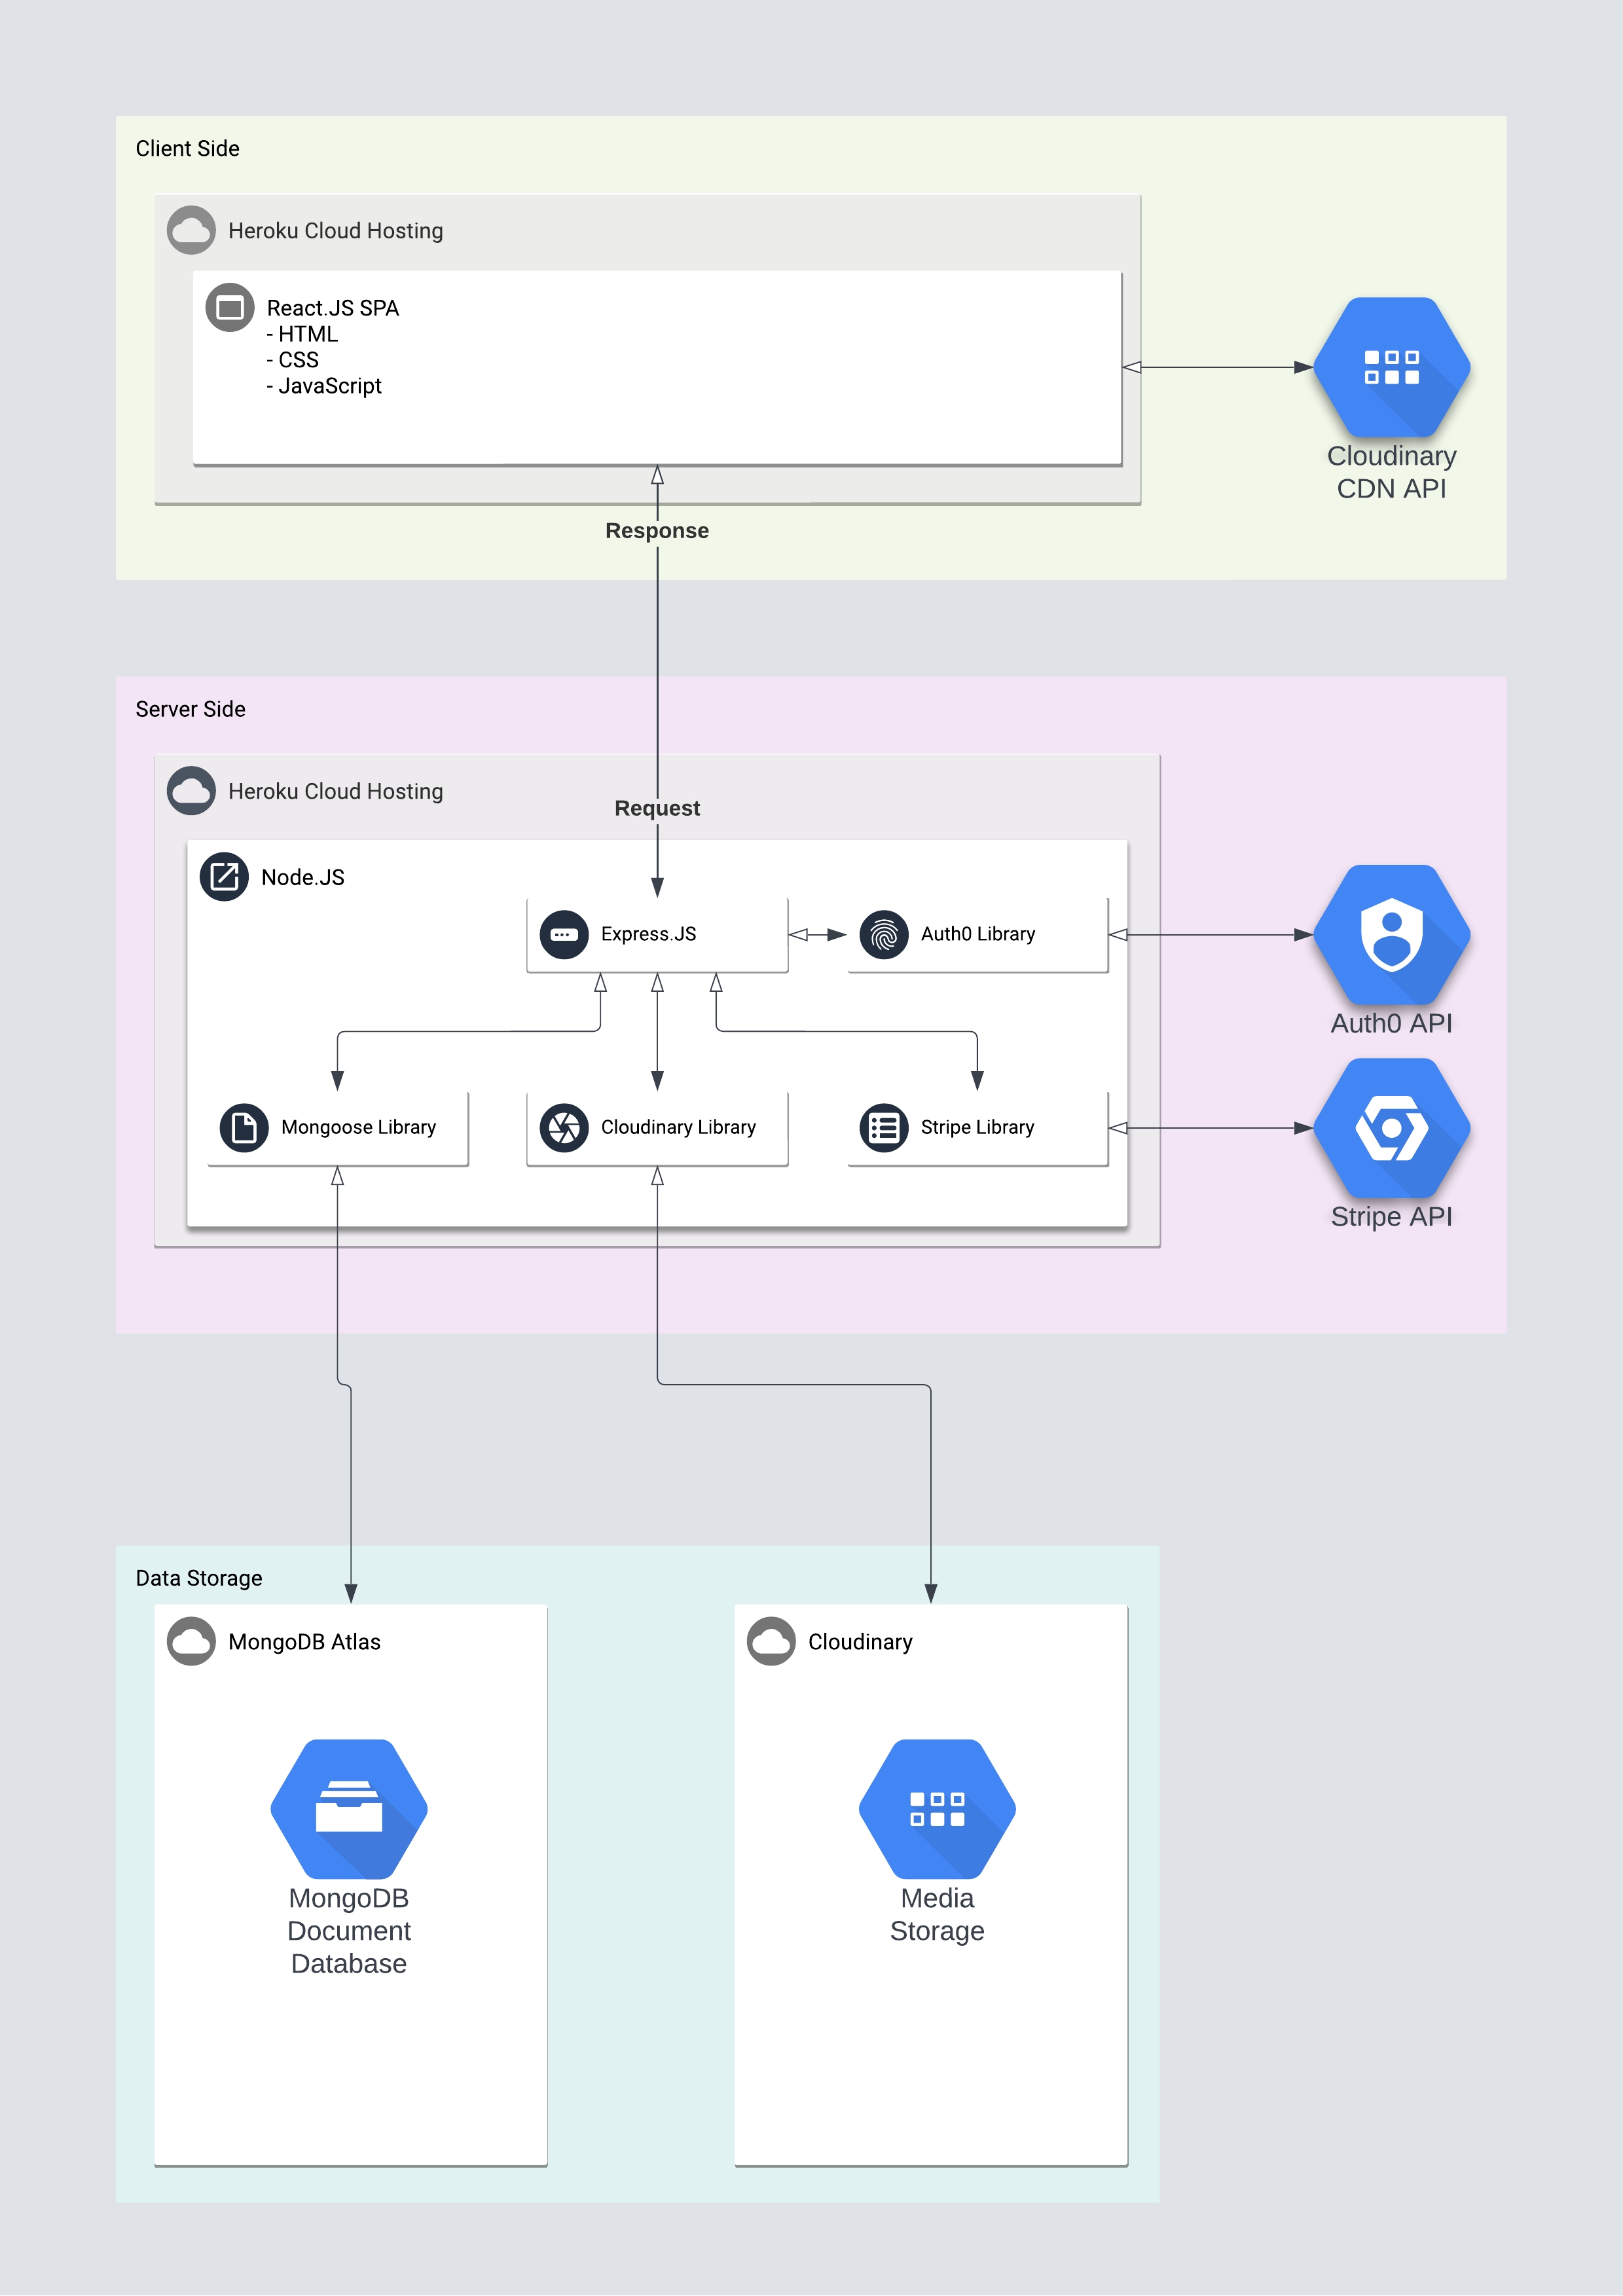 Client Side
Heroku Cloud Hosting
React.JS SPA
- HTML
- CSS
- JavaScript
Cloudinary
CDN API
Response
Server Side
Heroku Cloud Hosting
Request
Node.JS
Express.JS
Auth0 Library
Auth0 API
Mongoose Library
Cloudinary Library
Stripe Library
Stripe API
Data Storage
MongoDB Atlas
Cloudinary
MongoDB
Document
Database
Media
Storage